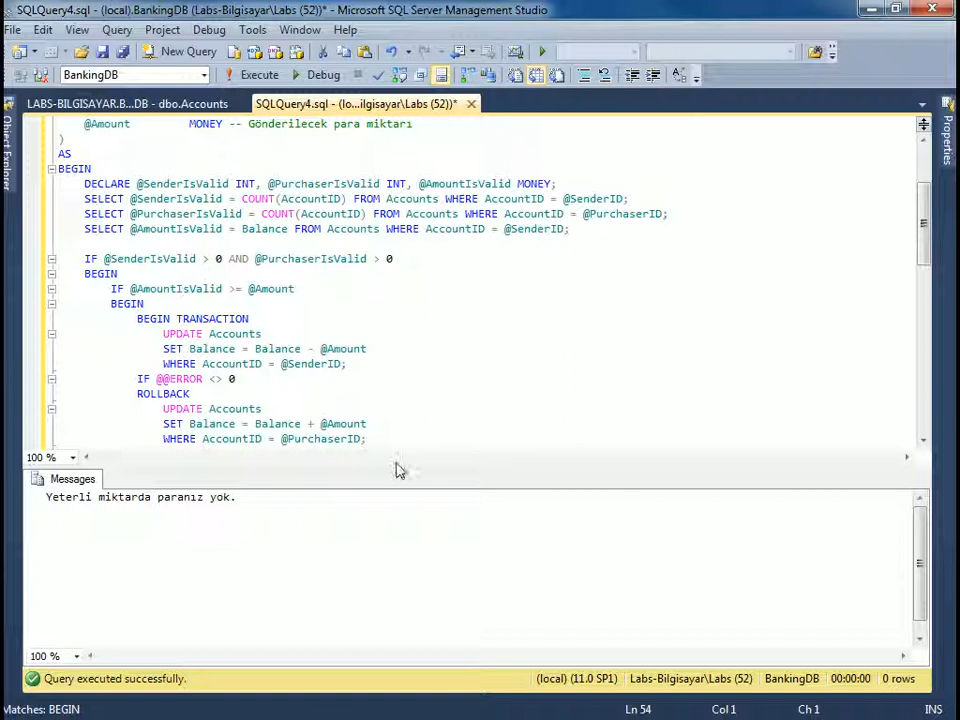 SQLQuery4.sql - (local).BankingDB (Labs-Bilgisayar\Labs (52))* - Microsoft SQL Server Management Studio
File Edit View Query Project Debug Tools Window Help
New Query
BankingDB Execute Debug
LABS-BILGISAYAR.B...DB - dbo.Accounts SQLQuery4.sql - (lo...ilgisayar\Labs (52))*
Object Explorer
Properties
@Amount MONEY -- Gönderilecek para miktarı
)
AS
BEGIN
DECLARE @SenderIsValid INT, @PurchaserIsValid INT, @AmountIsValid MONEY;
SELECT @SenderIsValid = COUNT(AccountID) FROM Accounts WHERE AccountID = @SenderID;
SELECT @PurchaserIsValid = COUNT(AccountID) FROM Accounts WHERE AccountID = @PurchaserID;
SELECT @AmountIsValid = Balance FROM Accounts WHERE AccountID = @SenderID;
IF @SenderIsValid > 0 AND @PurchaserIsValid > 0
BEGIN
IF @AmountIsValid >= @Amount
BEGIN
BEGIN TRANSACTION
UPDATE Accounts
SET Balance = Balance - @Amount
WHERE AccountID = @SenderID;
IF @@ERROR <> 0
ROLLBACK
UPDATE Accounts
SET Balance = Balance + @Amount
WHERE AccountID = @PurchaserID;
100 %
Messages
Yeterli miktarda paranız yok.
100 %
Query executed successfully. (local) (11.0 SP1) Labs-Bilgisayar\Labs (52) BankingDB 00:00:00 0 rows
Matches: BEGIN Ln 54 Col 1 Ch 1 INS